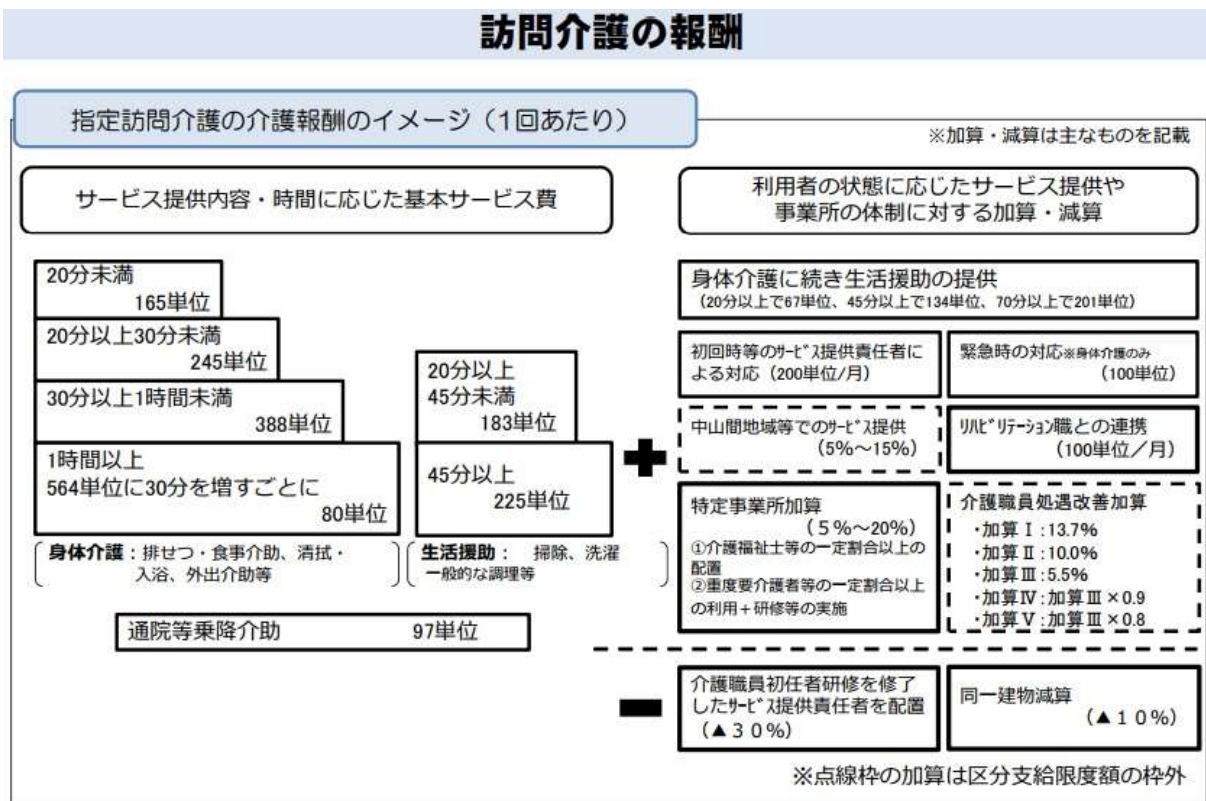 訪問介護の報酬
指定訪問介護の介護報酬のイメージ（1回あたり）
※加算・減算は主なものを記載
サービス提供内容・時間に応じた基本サービス費
利用者の状態に応じたサービス提供や
事業所の体制に対する加算・減算
20分未満
165単位
20分以上30分未満
245単位
30分以上1時間未満
388単位
1時間以上
564単位に30分を増すごとに
80単位
20分以上
45分未満
183単位
45分以上
225単位
身体介護：排せつ・食事介助、清拭・
入浴、外出介助等
生活援助： 掃除、洗濯
一般的な調理等
通院等乗降介助 97単位
＋
身体介護に続き生活援助の提供
（20分以上で67単位、45分以上で134単位、70分以上で201単位）
初回時等のｻｰﾋﾞｽ提供責任者に
よる対応（200単位/月）
緊急時の対応※身体介護のみ
（100単位）
中山間地域等でのｻｰﾋﾞｽ提供
（5%～15%）
ﾘﾊﾋﾞﾘﾃｰｼｮﾝ職との連携
（100単位／月）
特定事業所加算
（５%～20%）
①介護福祉士等の一定割合以上の
配置
②重度要介護者等の一定割合以上
の利用＋研修等の実施
介護職員処遇改善加算
・加算Ⅰ：13.7%
・加算Ⅱ：10.0%
・加算Ⅲ：5.5%
・加算Ⅳ：加算Ⅲ×0.9
・加算Ⅴ：加算Ⅲ×0.8
－
介護職員初任者研修を修了
したｻｰﾋﾞｽ提供責任者を配置
（▲３０%）
同一建物減算
（▲１０%）
※点線枠の加算は区分支給限度額の枠外